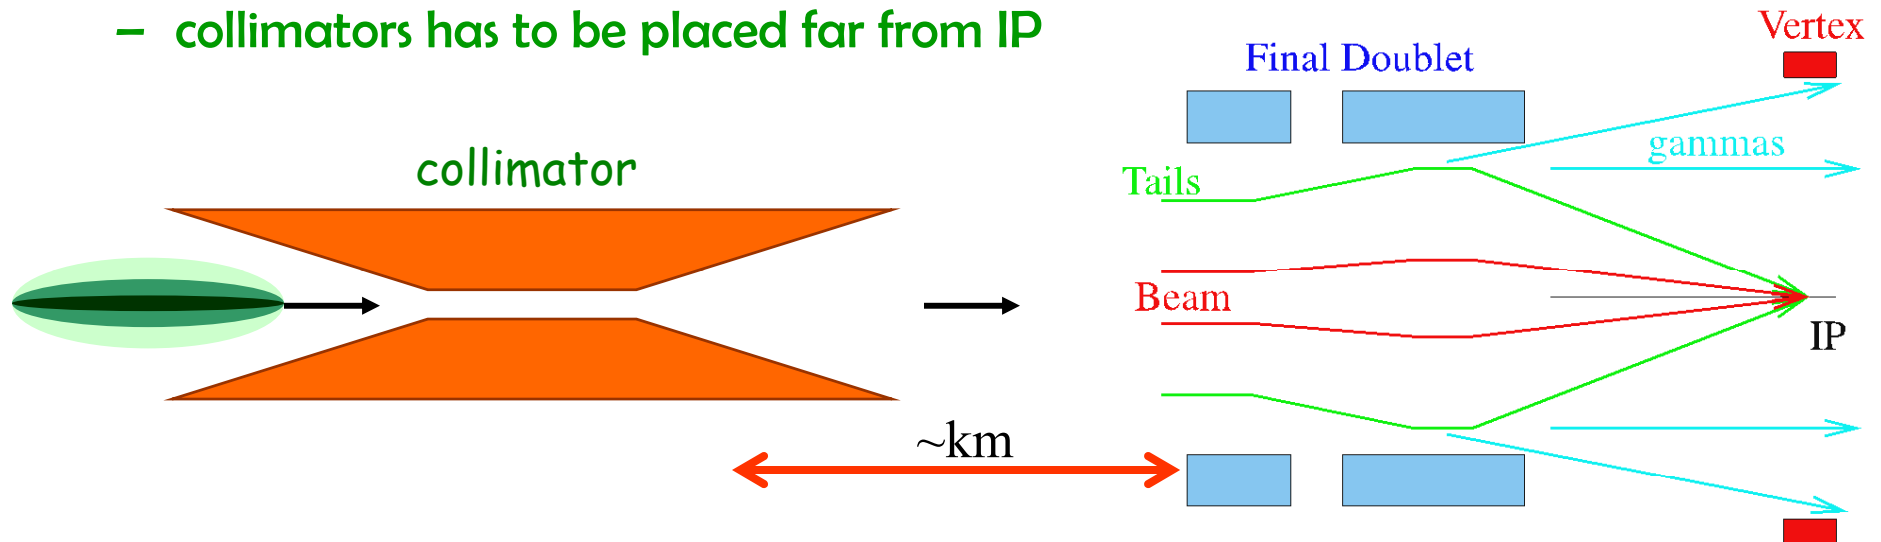 – collimators has to be placed far from IP
Vertex
Final Doublet
gammas
collimator
Tails
Beam
IP
~km